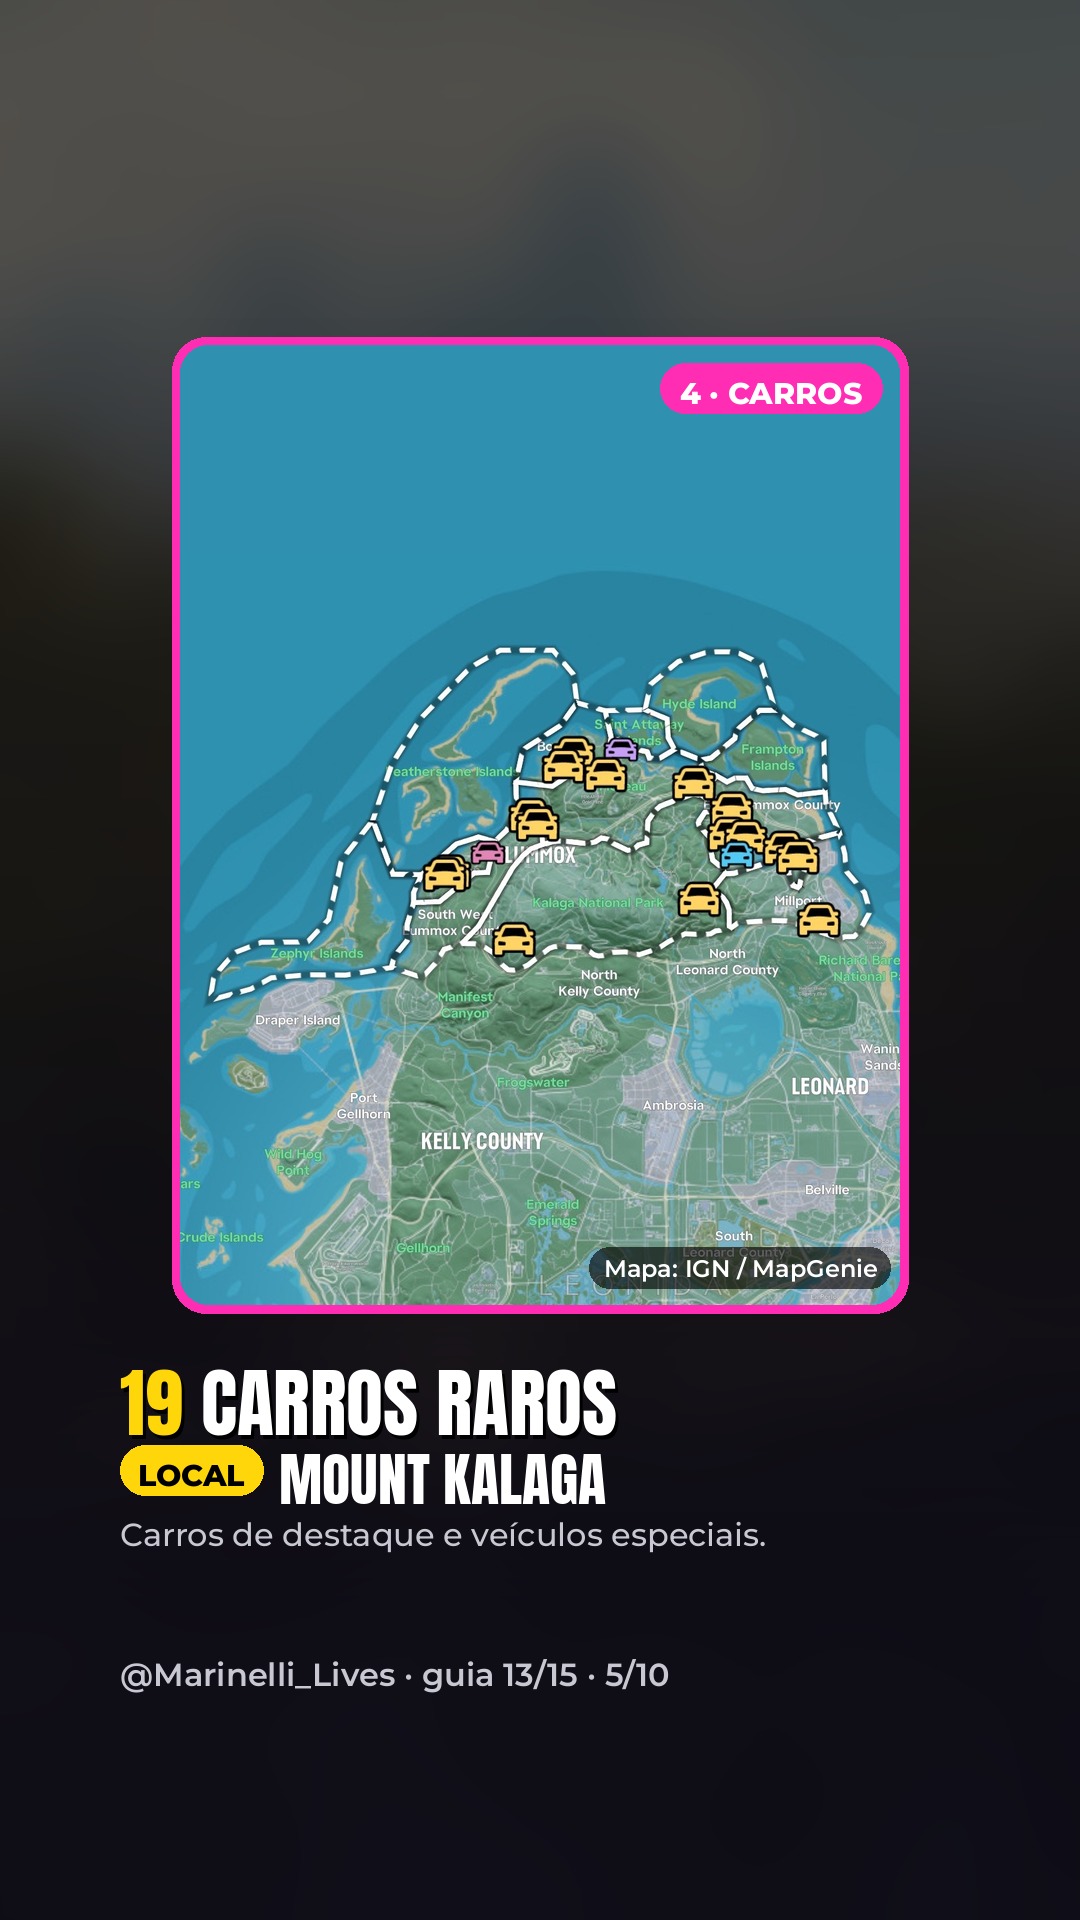 4 · CARROS
Hyde Island
Frampton
Islands
Kalaga National Park
Millport
South
North
Leonard County
Zephyr Islands
North
Kelly County
Manifest
Canyon
Draper Island
Frogswater
LEONARD
Port
Gellhorn
Ambrosia
KELLY COUNTY
Wild Hog
Point
Belville
Emerald
Springs
Crude Islands
Gellhorn
South
Leonard County
Mapa: IGN / MapGenie
19 CARROS RAROS
LOCAL MOUNT KALAGA
Carros de destaque e veículos especiais.
@Marinelli_Lives · guia 13/15 · 5/10